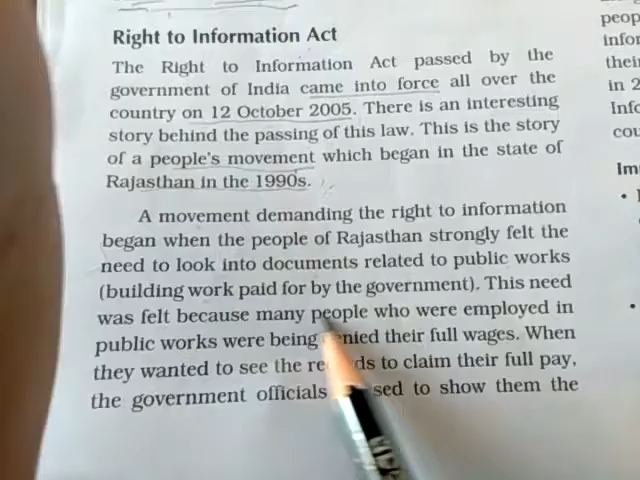 Right to Information Act
The Right to Information Act passed by the
government of India came into force all over the
country on 12 October 2005. There is an interesting
story behind the passing of this law. This is the story
of a people's movement which began in the state of
Rajasthan in the 1990s.
A movement demanding the right to information
began when the people of Rajasthan strongly felt the
need to look into documents related to public works
(building work paid for by the government). This need
was felt because many people who were employed in
public works were being enied their full wages. When
they wanted to see the re ds to claim their full pay,
the government officials sed to show them the
peop
infor
thei
in 2
Info
cou
Im